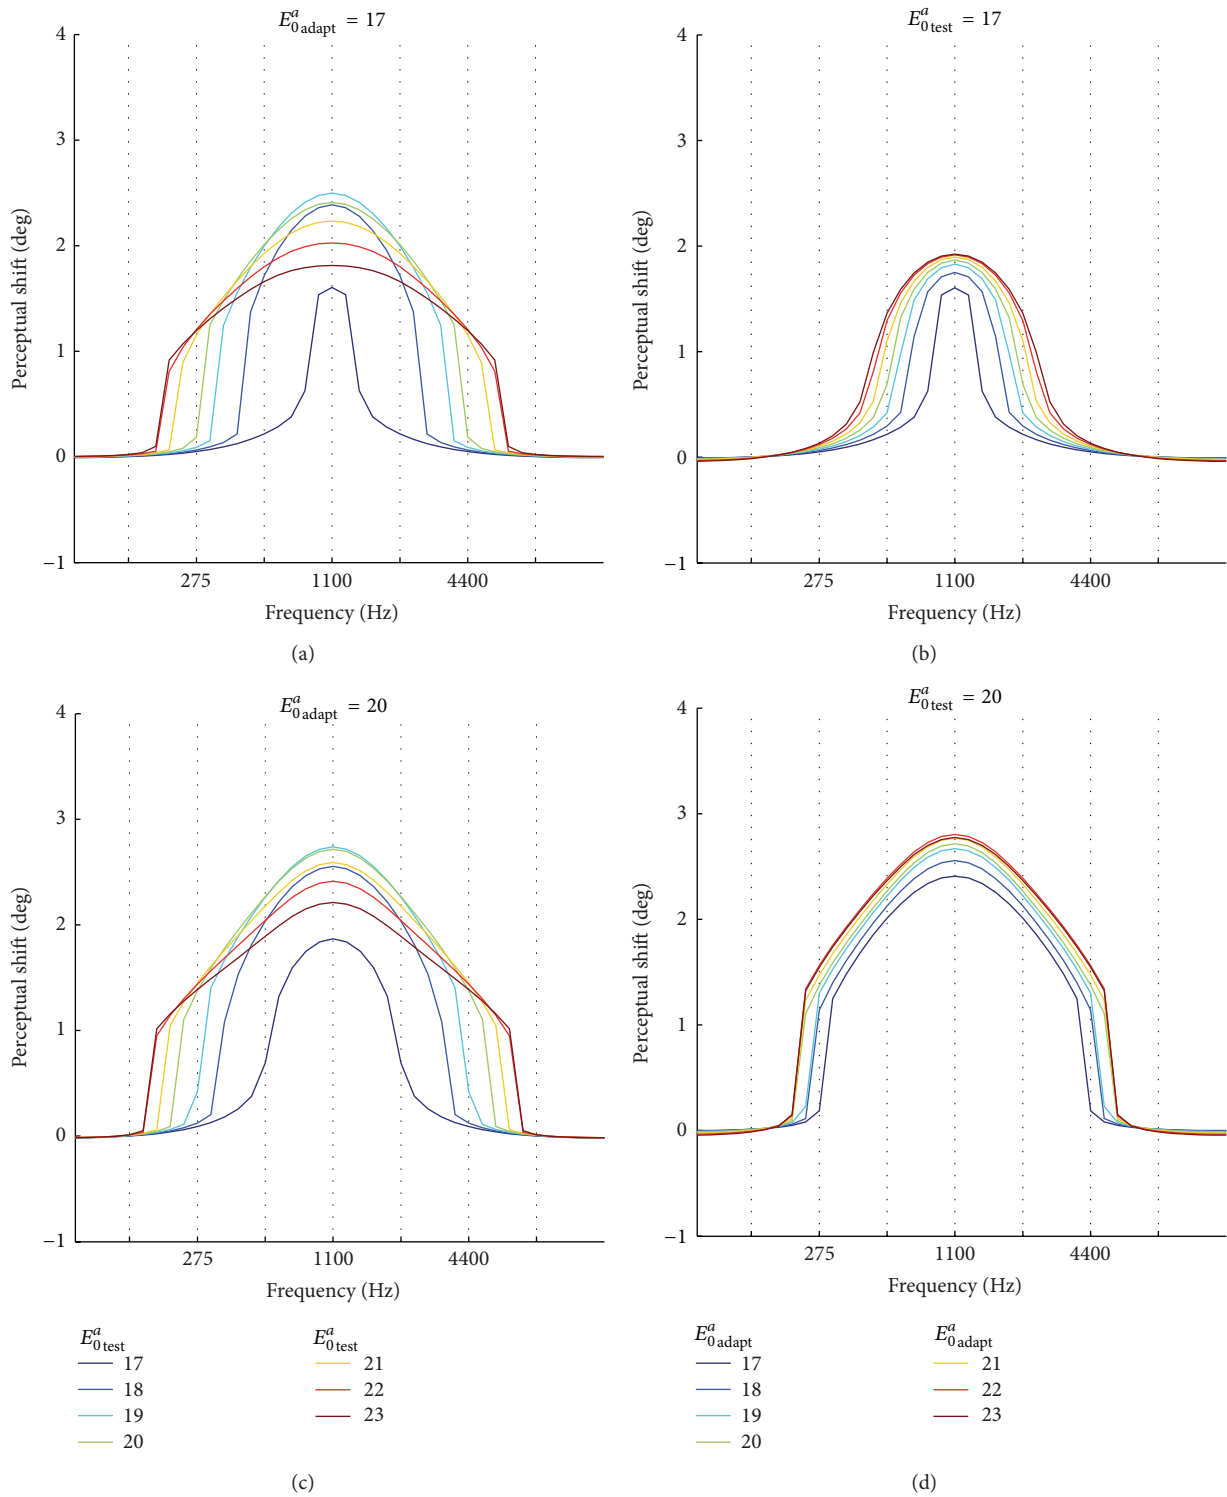 E^a_0 adapt = 17
4
3
2
1
0
−1
Perceptual shift (deg)
275 1100 4400
Frequency (Hz)
(a)
E^a_0 test = 17
4
3
2
1
0
−1
Perceptual shift (deg)
275 1100 4400
Frequency (Hz)
(b)
E^a_0 adapt = 20
4
3
2
1
0
−1
Perceptual shift (deg)
275 1100 4400
Frequency (Hz)
E^a_0 test
17
18
19
20
E^a_0 test
21
22
23
(c)
E^a_0 test = 20
4
3
2
1
0
−1
Perceptual shift (deg)
275 1100 4400
Frequency (Hz)
E^a_0 adapt
17
18
19
20
E^a_0 adapt
21
22
23
(d)